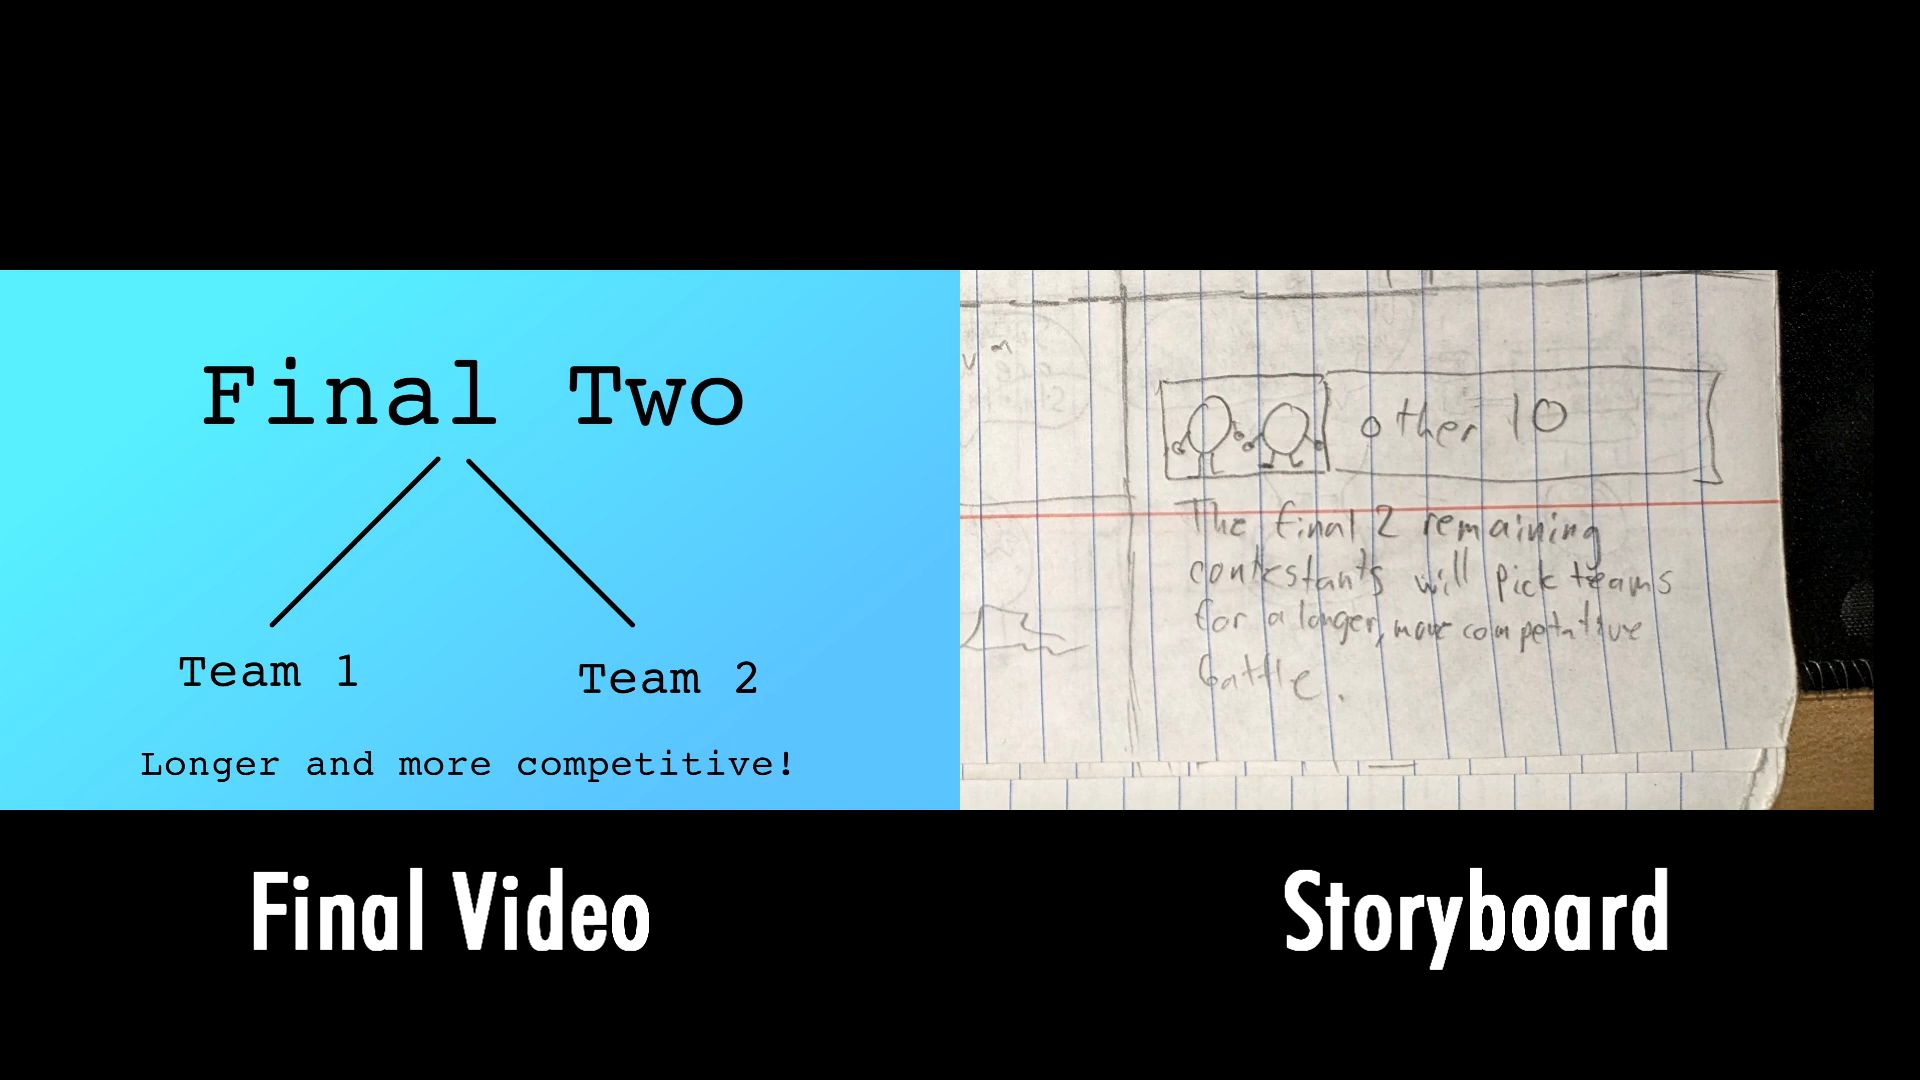 Final Two
Team 1
Team 2
Longer and more competitive!
other 10
The final 2 remaining
contestants will pick teams
for a longer, more competative
battle.
Final Video
Storyboard